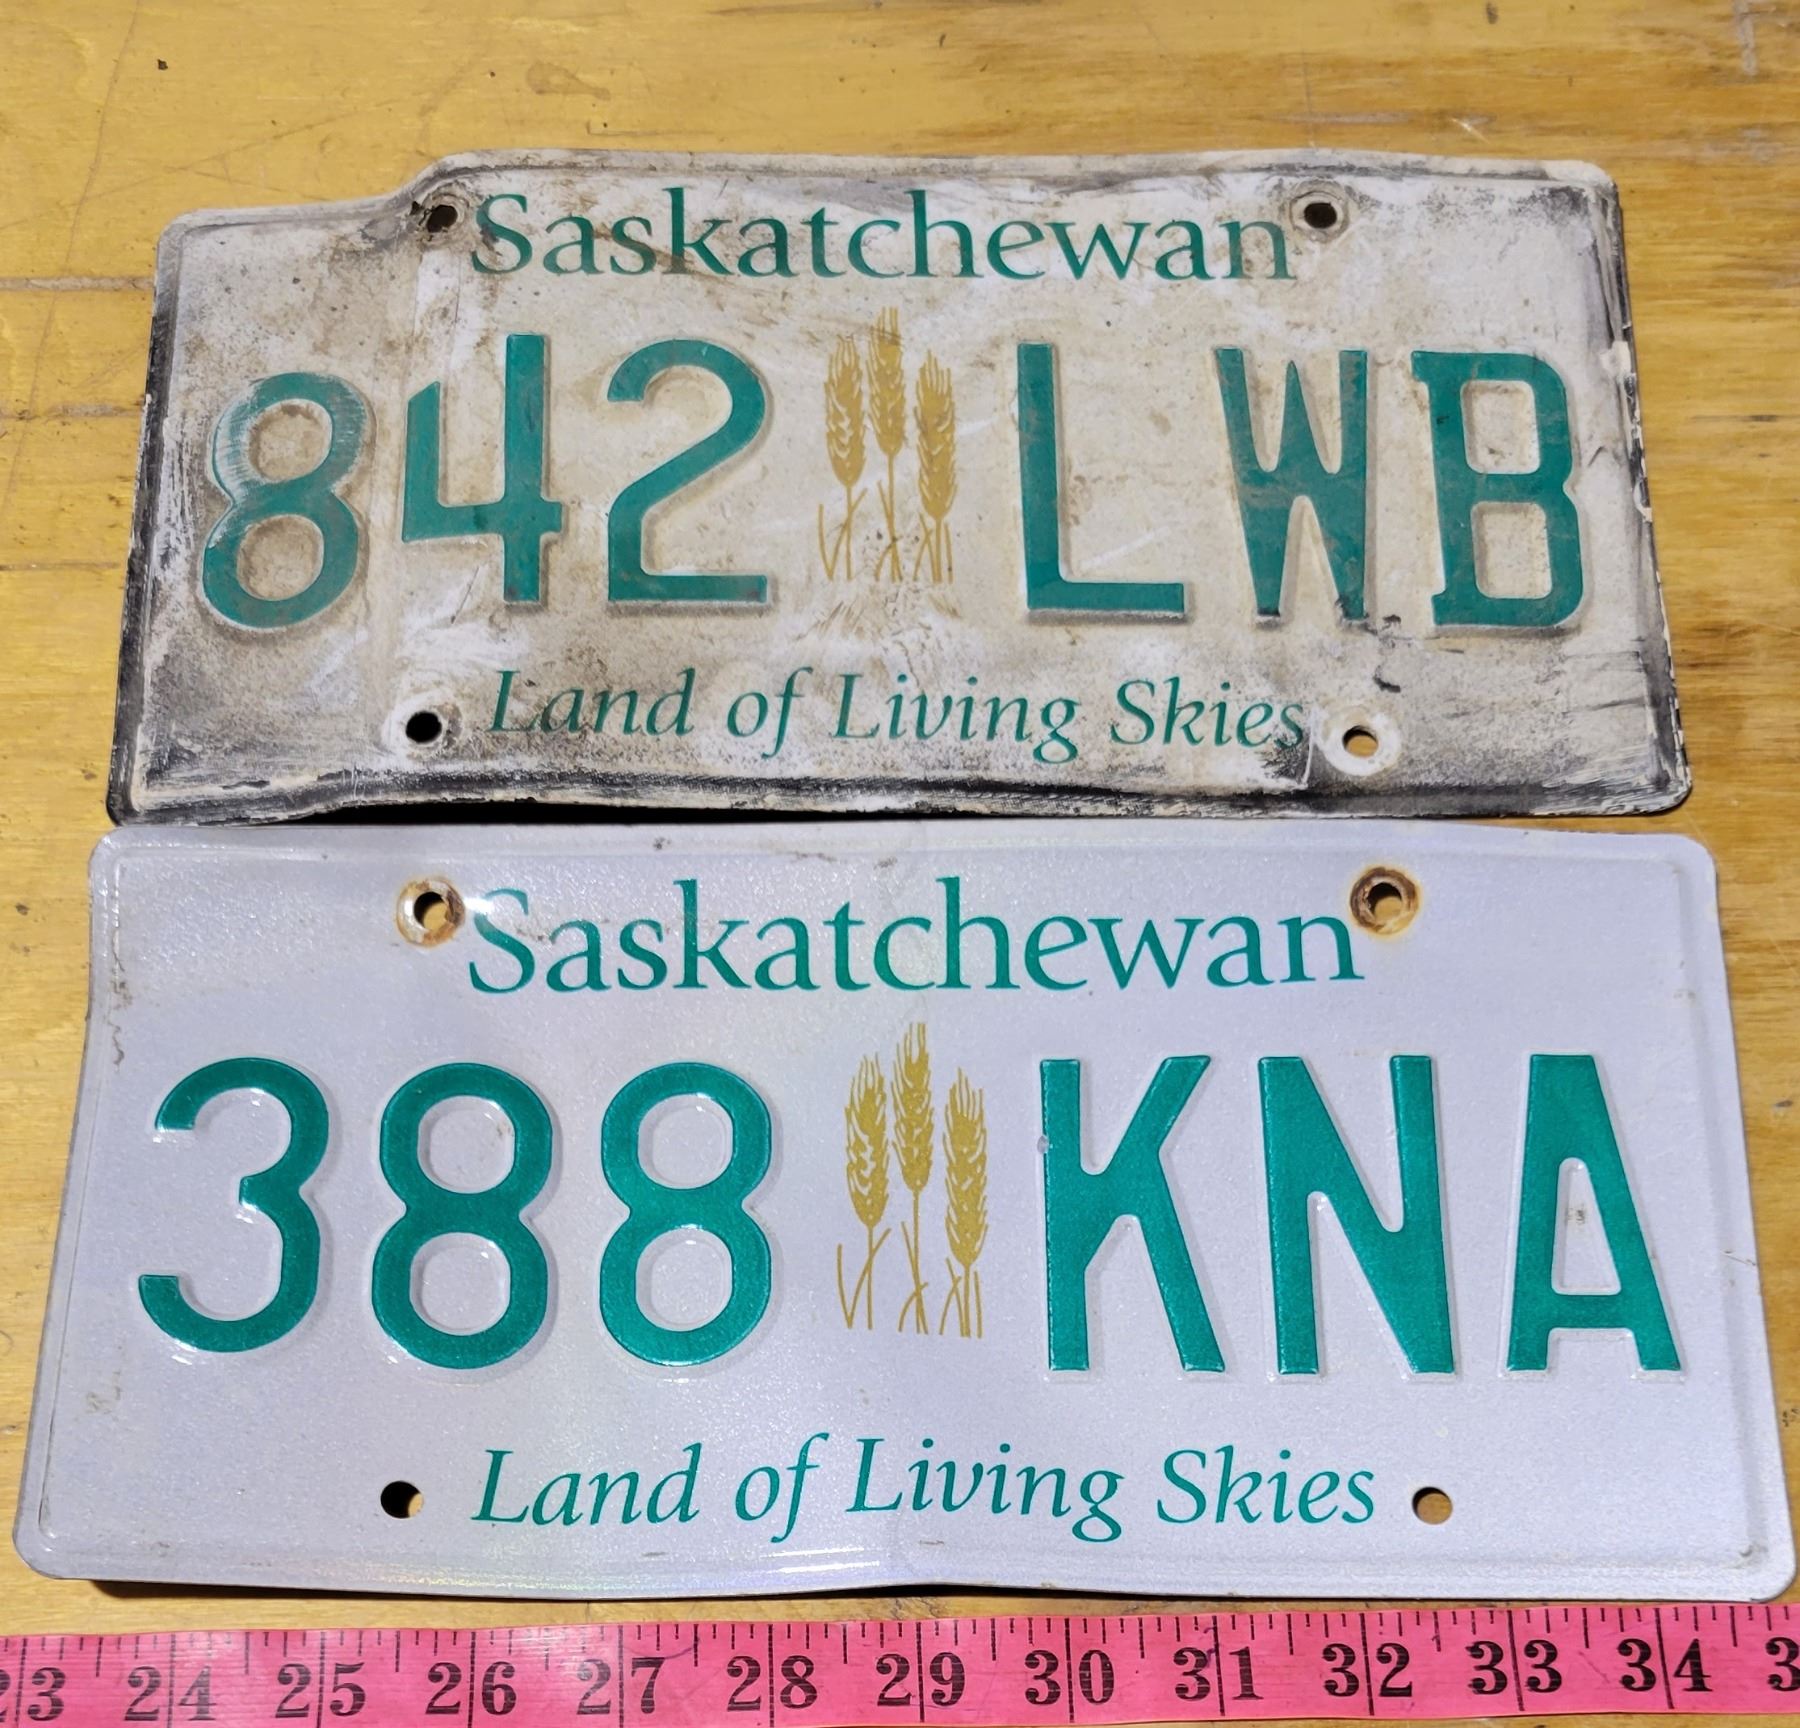 Saskatchewan
842 LWB
Land of Living Skies
Saskatchewan
388 KNA
Land of Living Skies
23 24 25 26 27 28 29 30 31 32 33 34 3